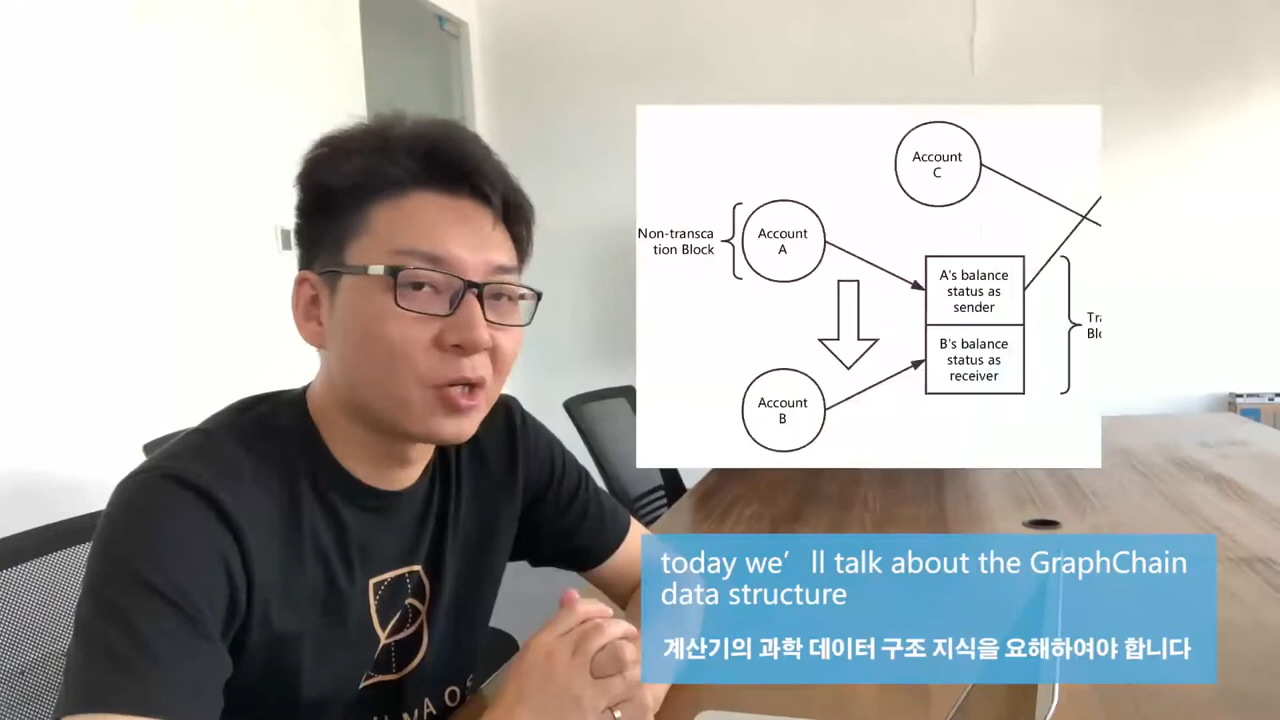 Account
C
Non-transca
tion Block
Account
A
A's balance
status as
sender
B's balance
status as
receiver
Account
B
today we' ll talk about the GraphChain
data structure
계산기의 과학 데이터 구조 지식을 요해하여야 합니다